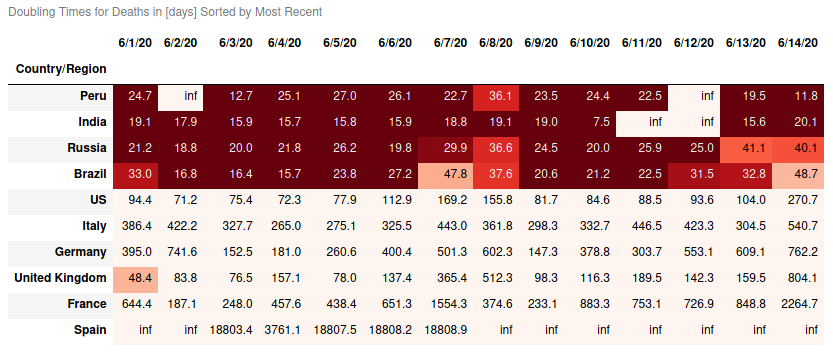 Doubling Times for Deaths in [days] Sorted by Most Recent
6/1/20 6/2/20 6/3/20 6/4/20 6/5/20 6/6/20 6/7/20 6/8/20 6/9/20 6/10/20 6/11/20 6/12/20 6/13/20 6/14/20
Country/Region
Peru 24.7 inf 12.7 25.1 27.0 26.1 22.7 36.1 23.5 24.4 22.5 inf 19.5 11.8
India 19.1 17.9 15.9 15.7 15.8 15.9 18.8 19.1 19.0 7.5 inf inf 15.6 20.1
Russia 21.2 18.8 20.0 21.8 26.2 19.8 29.9 36.6 24.5 20.0 25.9 25.0 41.1 40.1
Brazil 33.0 16.8 16.4 15.7 23.8 27.2 47.8 37.6 20.6 21.2 22.5 31.5 32.8 48.7
US 94.4 71.2 75.4 72.3 77.9 112.9 169.2 155.8 81.7 84.6 88.5 93.6 104.0 270.7
Italy 386.4 422.2 327.7 265.0 275.1 325.5 443.0 361.8 298.3 332.7 446.5 423.3 304.5 540.7
Germany 395.0 741.6 152.5 181.0 260.6 400.4 501.3 602.3 147.3 378.8 303.7 553.1 609.1 762.2
United Kingdom 48.4 83.8 76.5 157.1 78.0 137.4 365.4 512.3 98.3 116.3 189.5 142.3 159.5 804.1
France 644.4 187.1 248.0 457.6 438.4 651.3 1554.3 374.6 233.1 883.3 753.1 726.9 848.8 2264.7
Spain inf inf 18803.4 3761.1 18807.5 18808.2 18808.9 inf inf inf inf inf inf inf